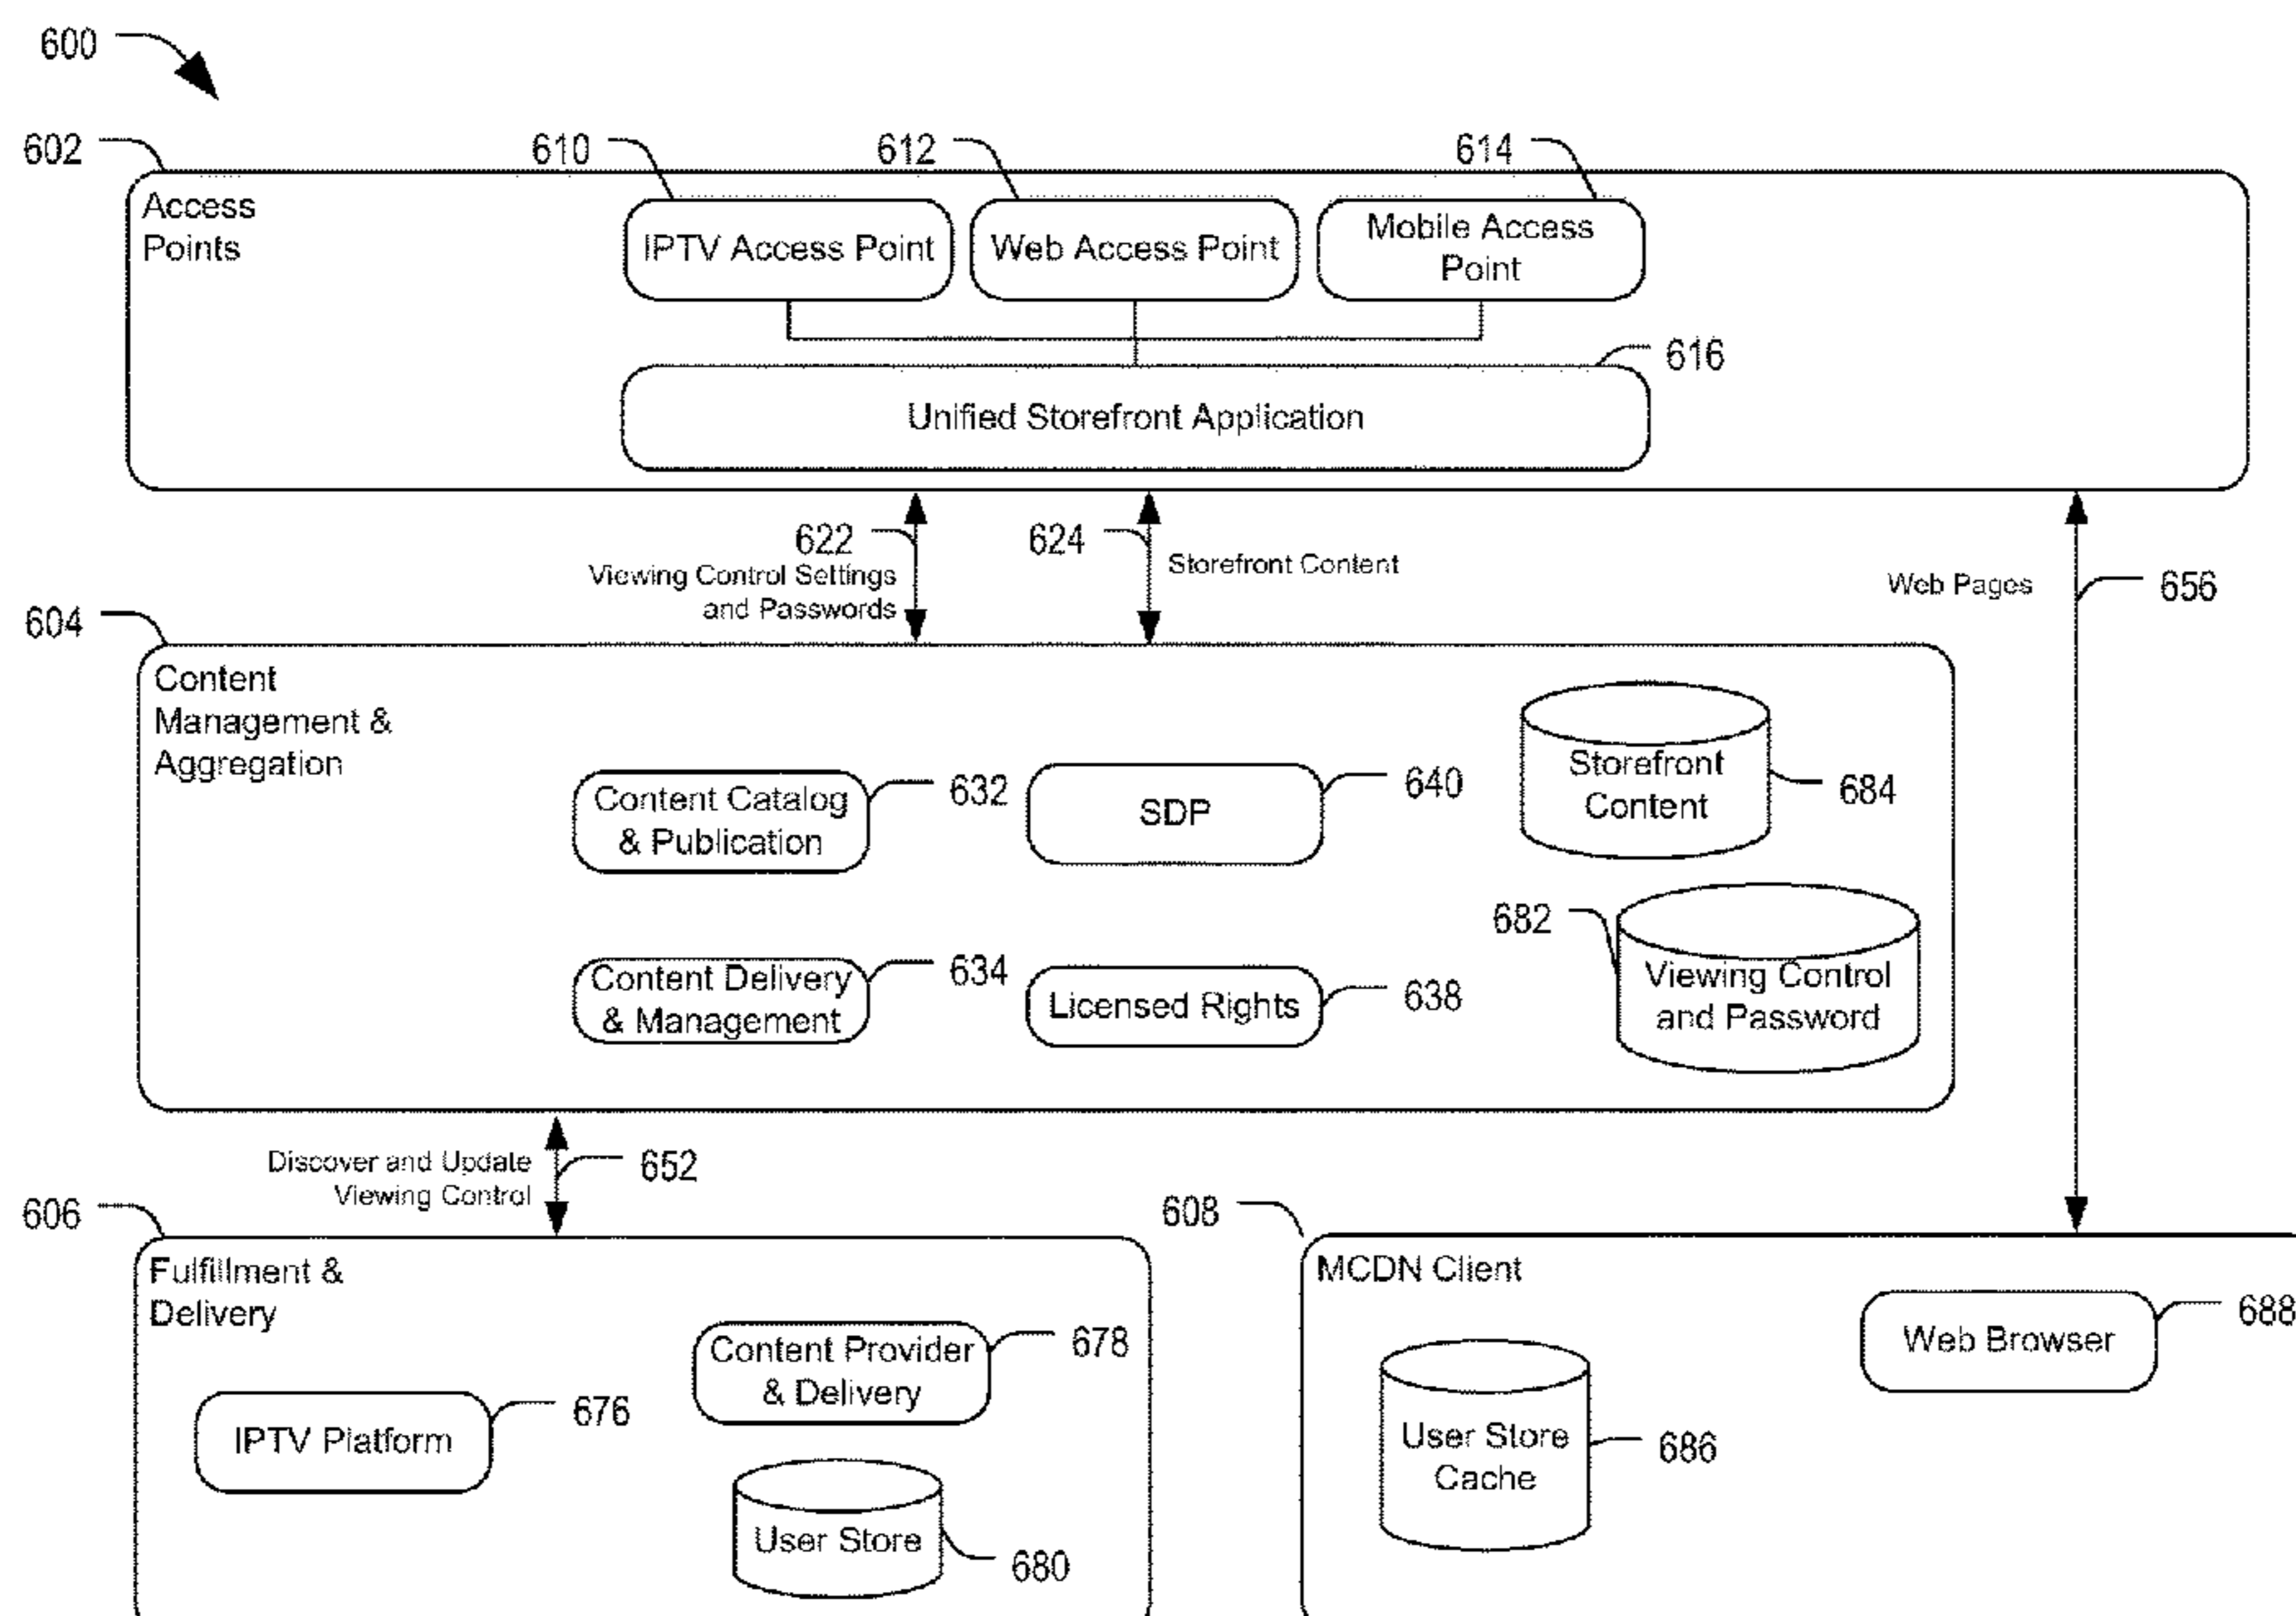 600
602
610
612
614
Access
Points
IPTV Access Point
Web Access Point
Mobile Access
Point
616
Unified Storefront Application
622
Viewing Control Settings
and Passwords
624
Storefront Content
Web Pages
656
604
Content
Management &
Aggregation
Content Catalog
& Publication
632
SDP
640
Storefront
Content
684
Content Delivery
& Management
634
Licensed Rights
638
682
Viewing Control
and Password
Discover and Update
Viewing Control
652
606
Fulfillment &
Delivery
IPTV Platform
676
Content Provider
& Delivery
678
User Store
680
608
MCDN Client
User Store
Cache
686
Web Browser
688